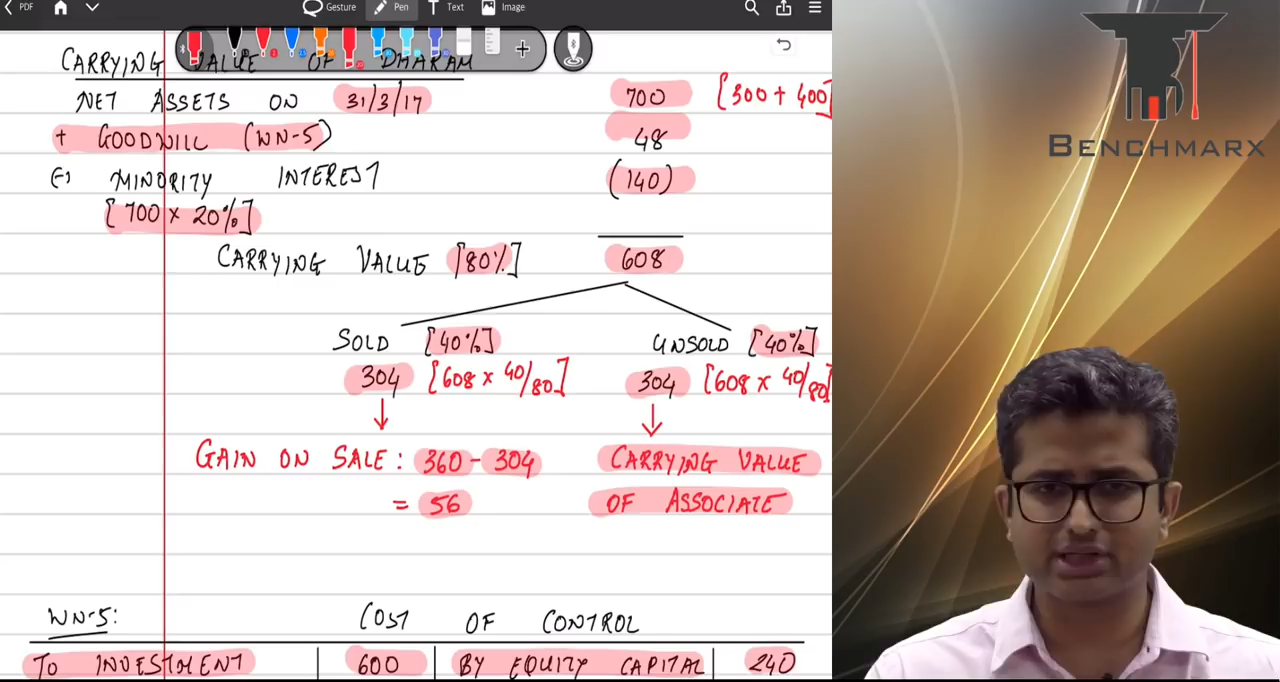 PDF
Gesture
Pen
Text
Image
CARRYING VALUE OF DHARAM
NET ASSETS ON 31/3/17 700 [300 + 400]
+ GOODWILL (WN-5) 48
(-) MINORITY INTEREST (140)
[700 x 20%]
CARRYING VALUE [80%] 608
SOLD [40%] UNSOLD [40%]
304 [608 x 40/80] 304 [608 x 40/80]
GAIN ON SALE: 360 - 304 CARRYING VALUE
= 56 OF ASSOCIATE
WN-5: COST OF CONTROL
TO INVESTMENT 600 BY EQUITY CAPITAL 240
BENCHMARX